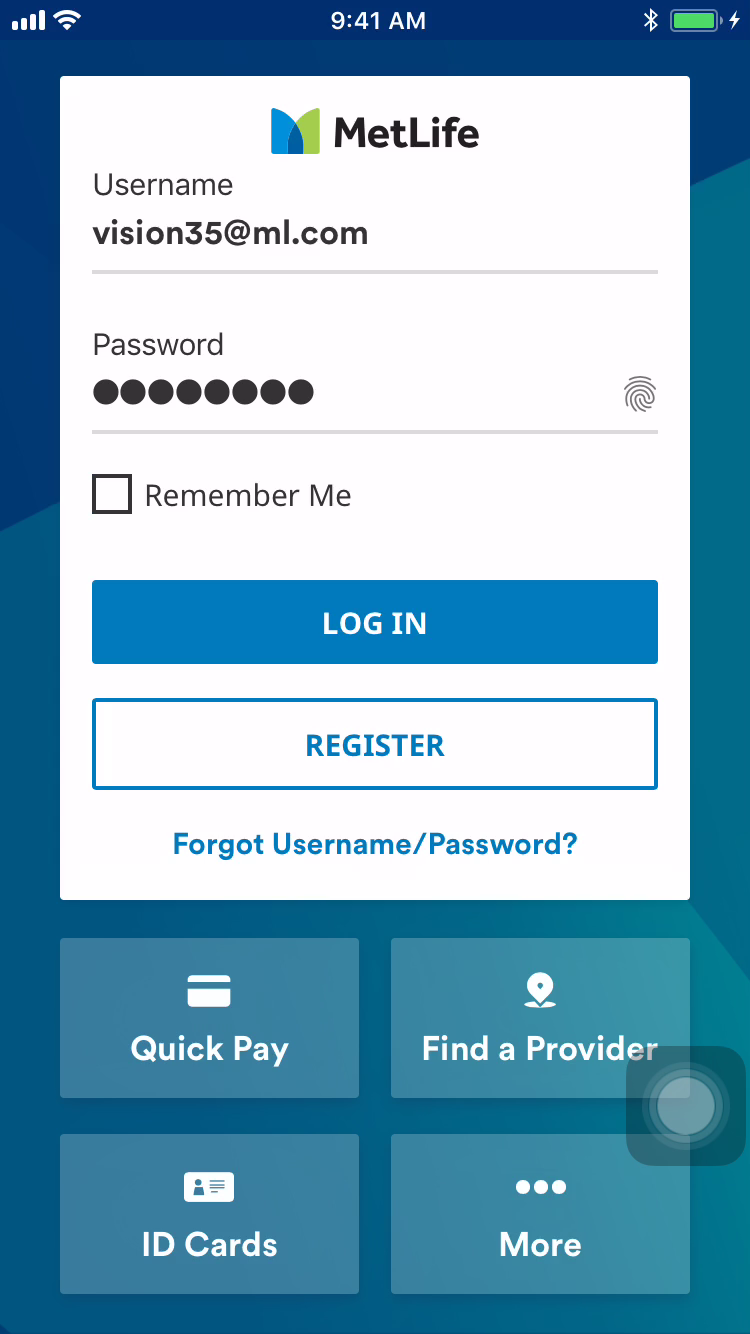 9:41 AM
MetLife
Username
vision35@ml.com
Password
●●●●●●●●
Remember Me
LOG IN
REGISTER
Forgot Username/Password?
Quick Pay
Find a Provider
ID Cards
More